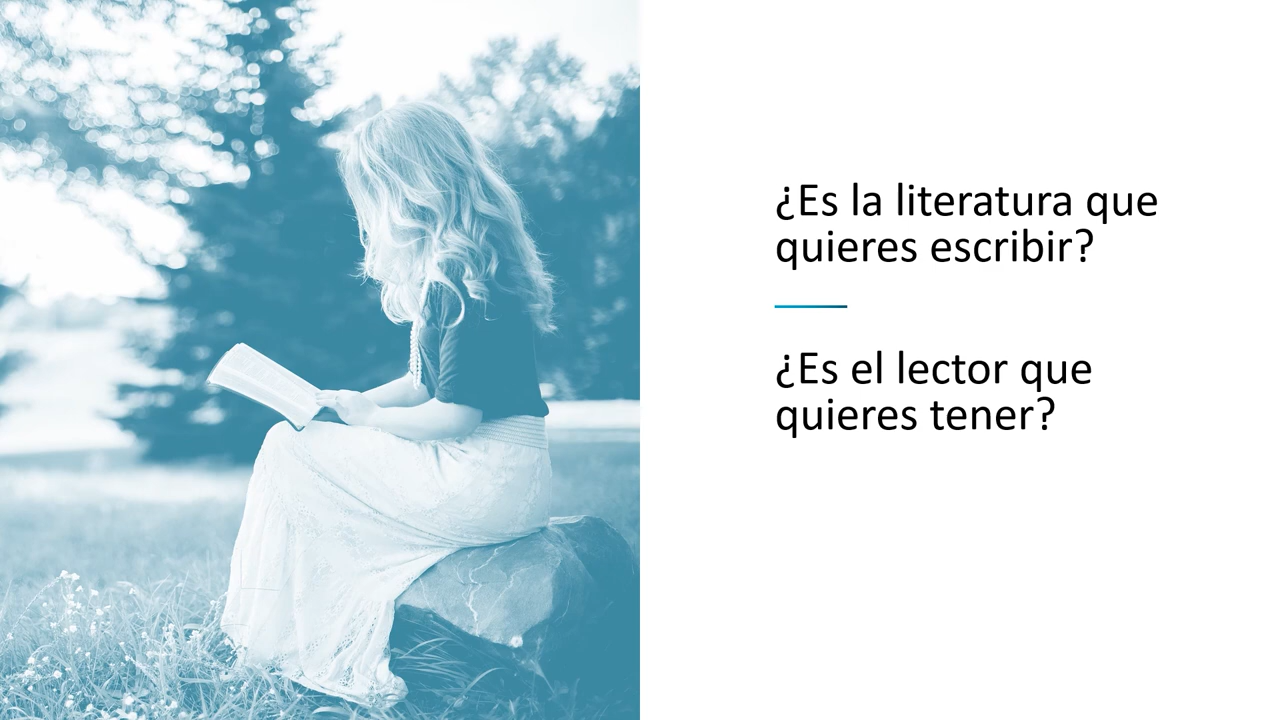 ¿Es la literatura que
quieres escribir?
¿Es el lector que
quieres tener?